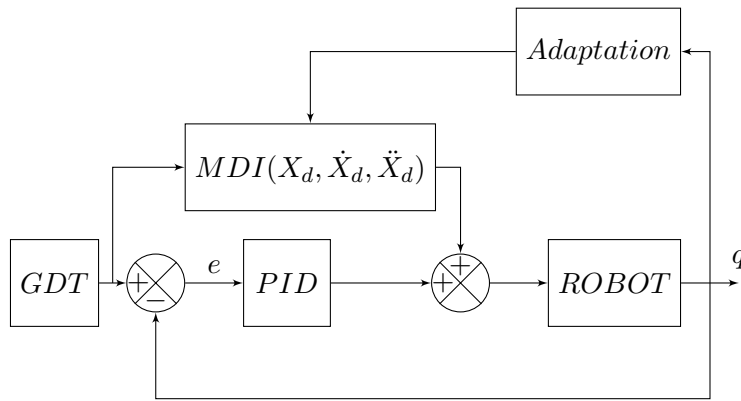 Adaptation
MDI(X_d, Ẋ_d, Ẍ_d)
GDT
+
−
e
PID
+
+
ROBOT
q